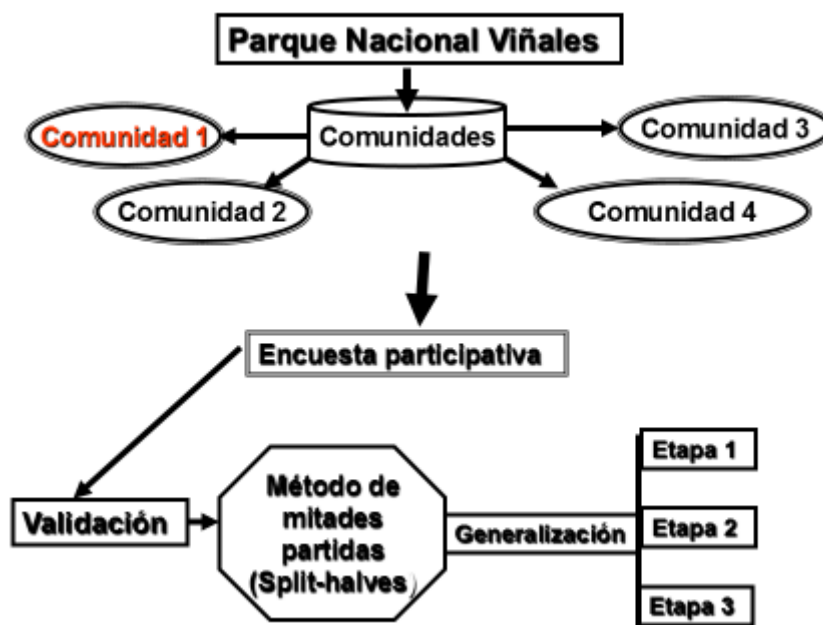 Parque Nacional Viñales
Comunidad 1
Comunidades
Comunidad 3
Comunidad 2
Comunidad 4
Encuesta participativa
Validación
Método de
mitades
partidas
(Split-halves)
Generalización
Etapa 1
Etapa 2
Etapa 3